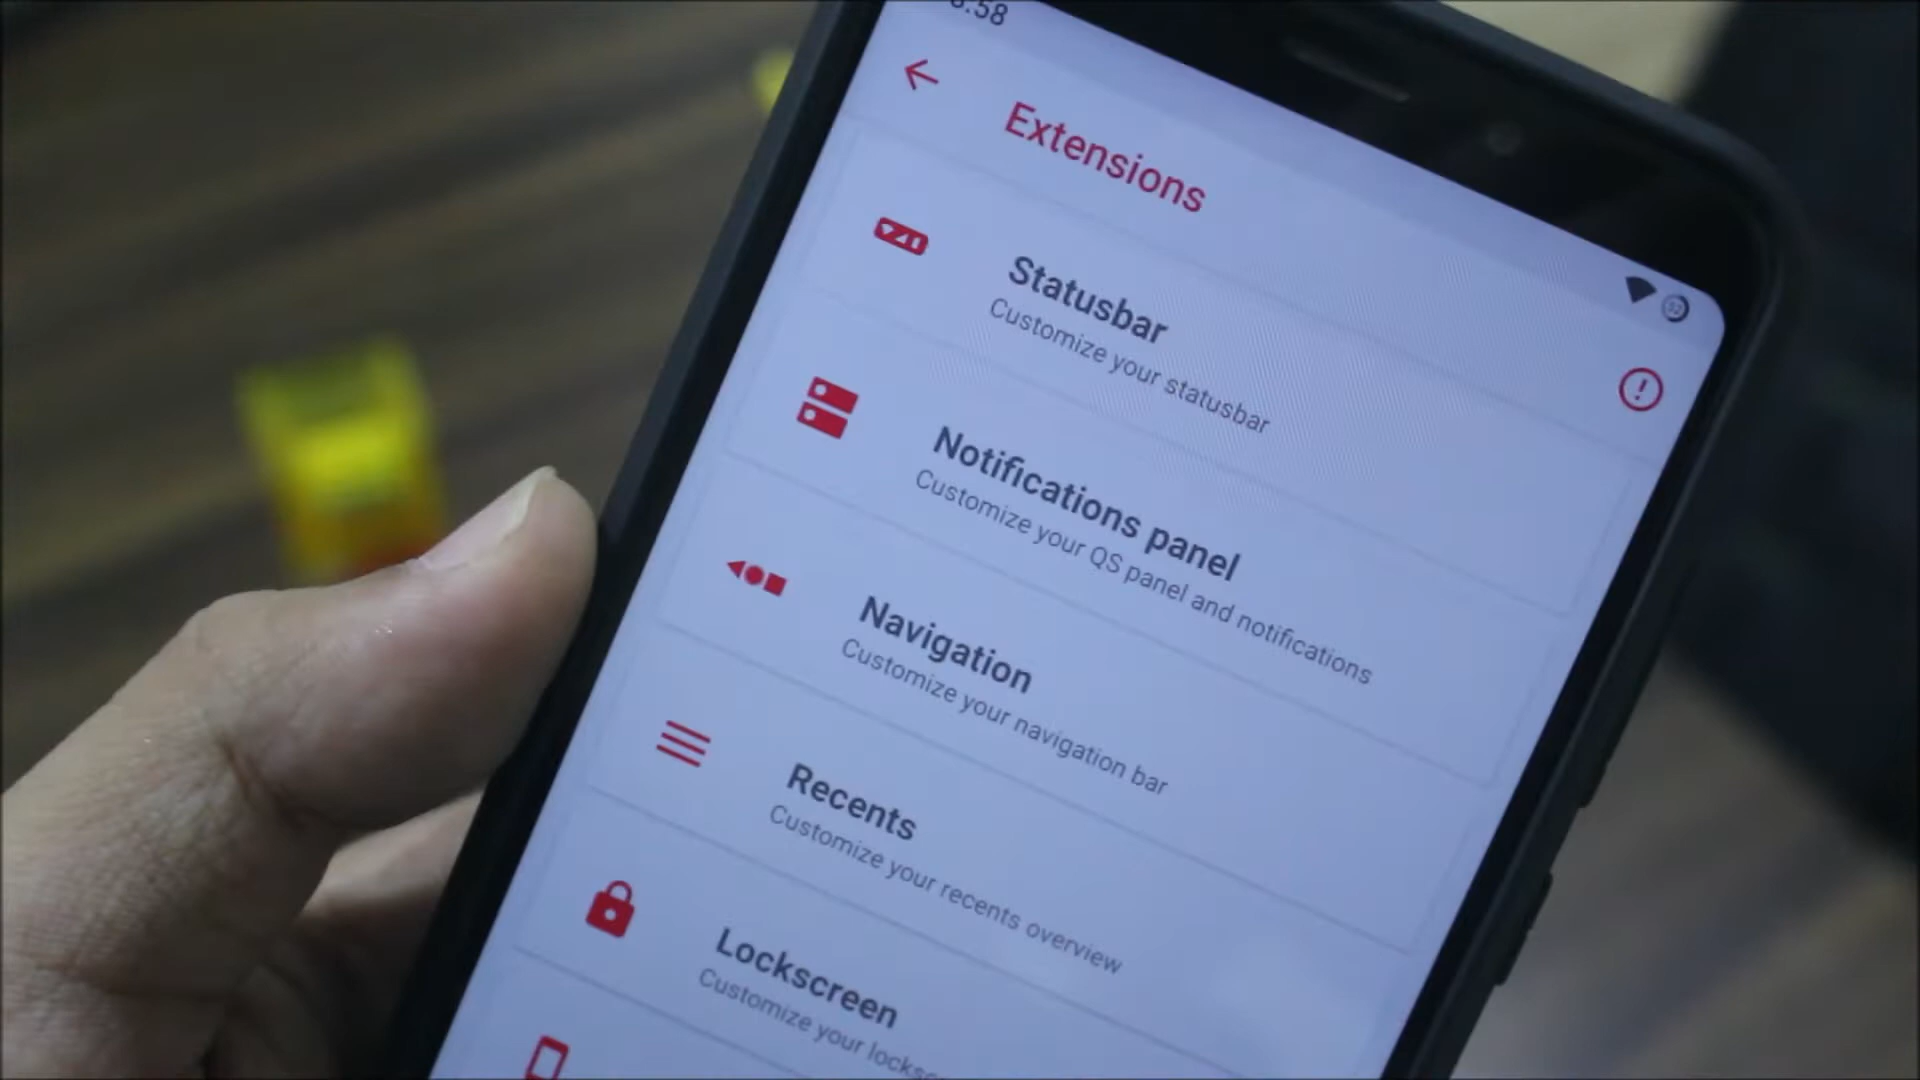 :58
Extensions
Statusbar
Customize your statusbar
Notifications panel
Customize your QS panel and notifications
Navigation
Customize your navigation bar
Recents
Customize your recents overview
Lockscreen
Customize your